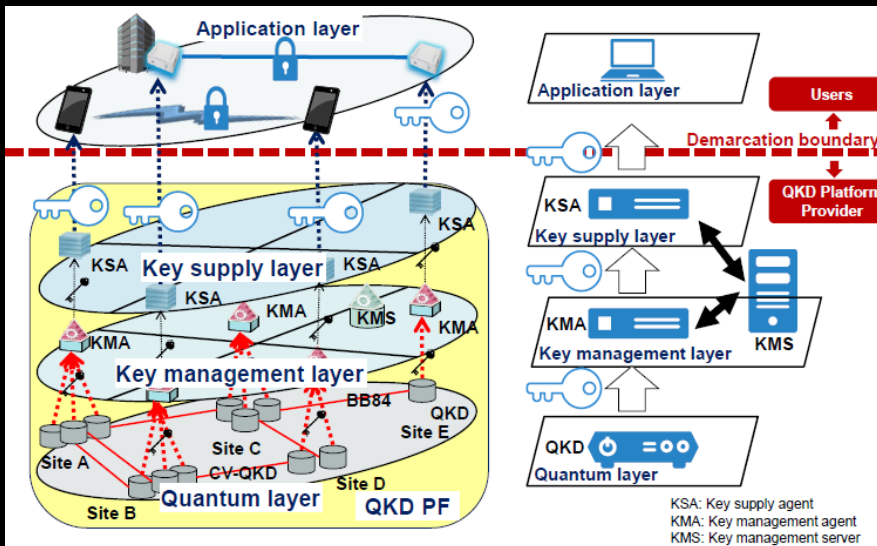 Application layer
KSA
Key supply layer
KSA
KSA
KSA
KMA
KMS
KMA
KMA
Key management layer
BB84
QKD
Site E
Site C
Site A
CV-QKD
Site D
Quantum layer
Site B
QKD PF
Application layer
Users
Demarcation boundary
QKD Platform
Provider
KSA
Key supply layer
KMA
Key management layer
KMS
QKD
Quantum layer
KSA: Key supply agent
KMA: Key management agent
KMS: Key management server